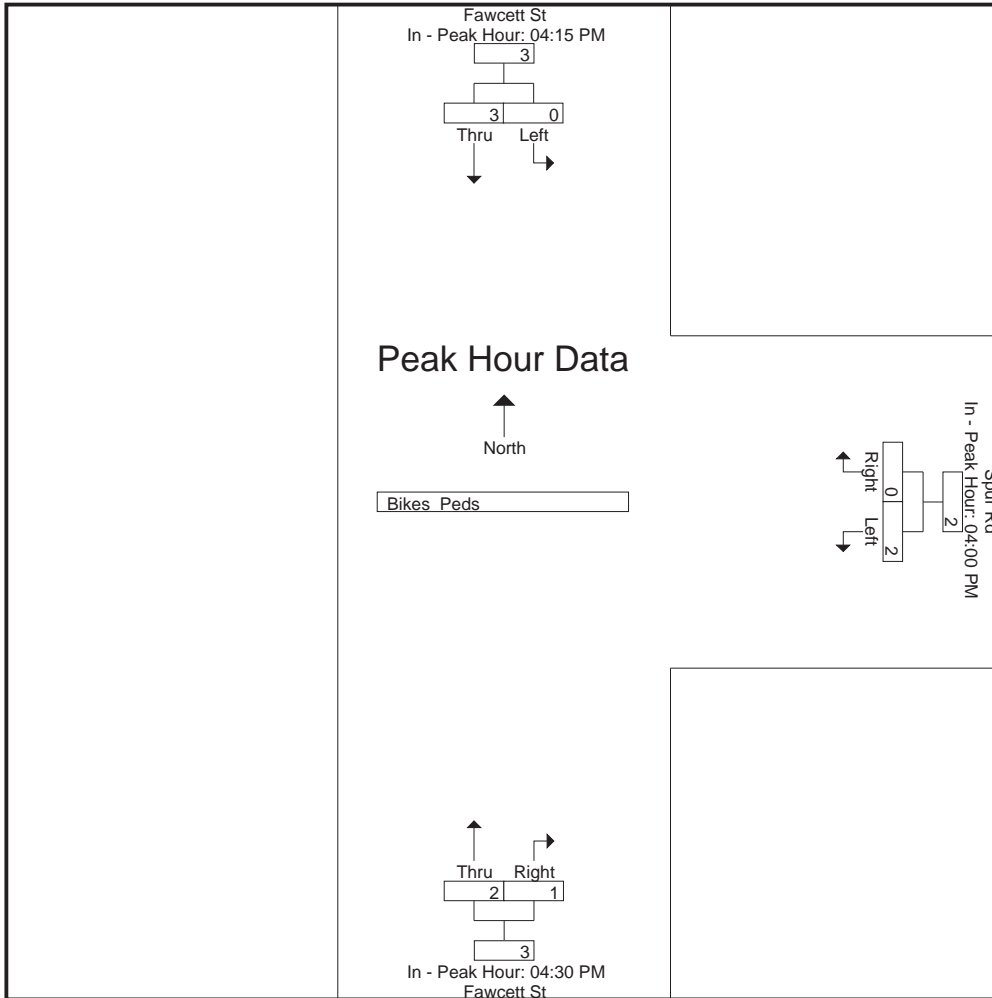 Fawcett St
In - Peak Hour: 04:15 PM
3
3 0
Thru Left
Peak Hour Data
North
Bikes Peds
In - Peak Hour: 04:00 PM
2
Right Left
0 2
Thru Right
2 1
3
In - Peak Hour: 04:30 PM
Fawcett St